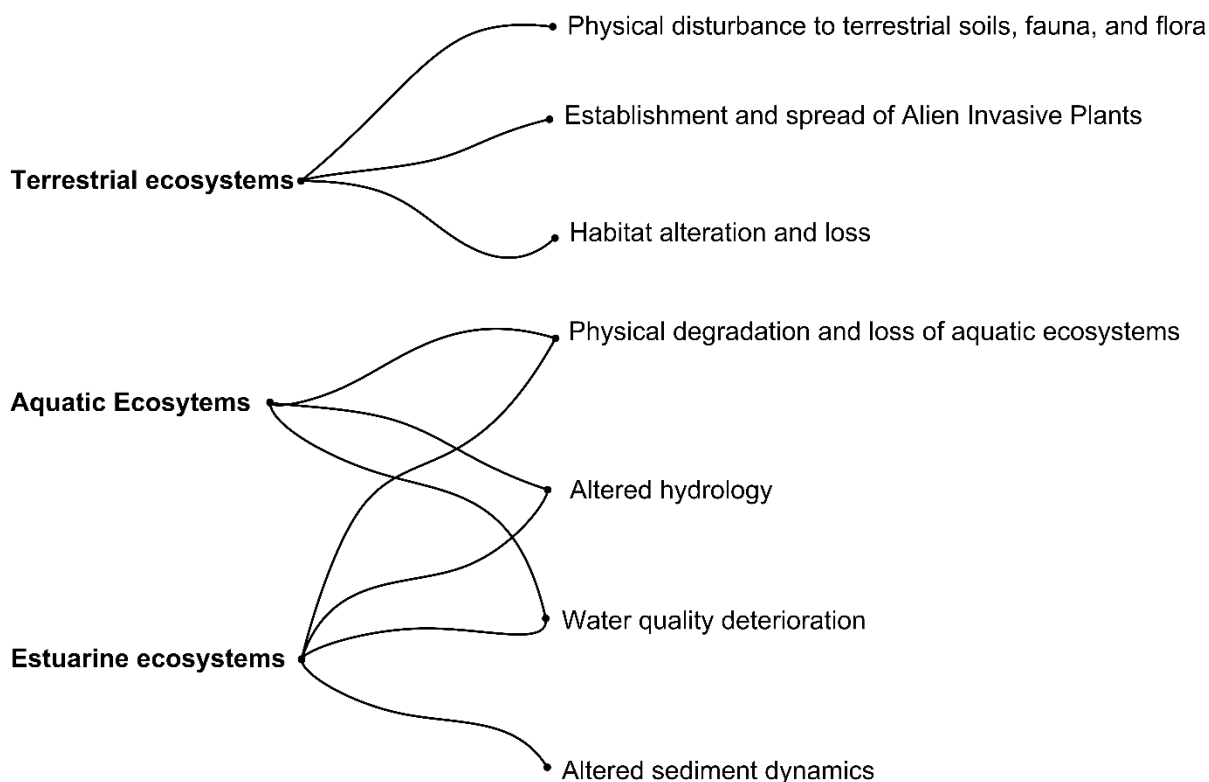 Physical disturbance to terrestrial soils, fauna, and flora
Establishment and spread of Alien Invasive Plants
Terrestrial ecosystems
Habitat alteration and loss
Physical degradation and loss of aquatic ecosystems
Aquatic Ecosytems
Altered hydrology
Water quality deterioration
Estuarine ecosystems
Altered sediment dynamics